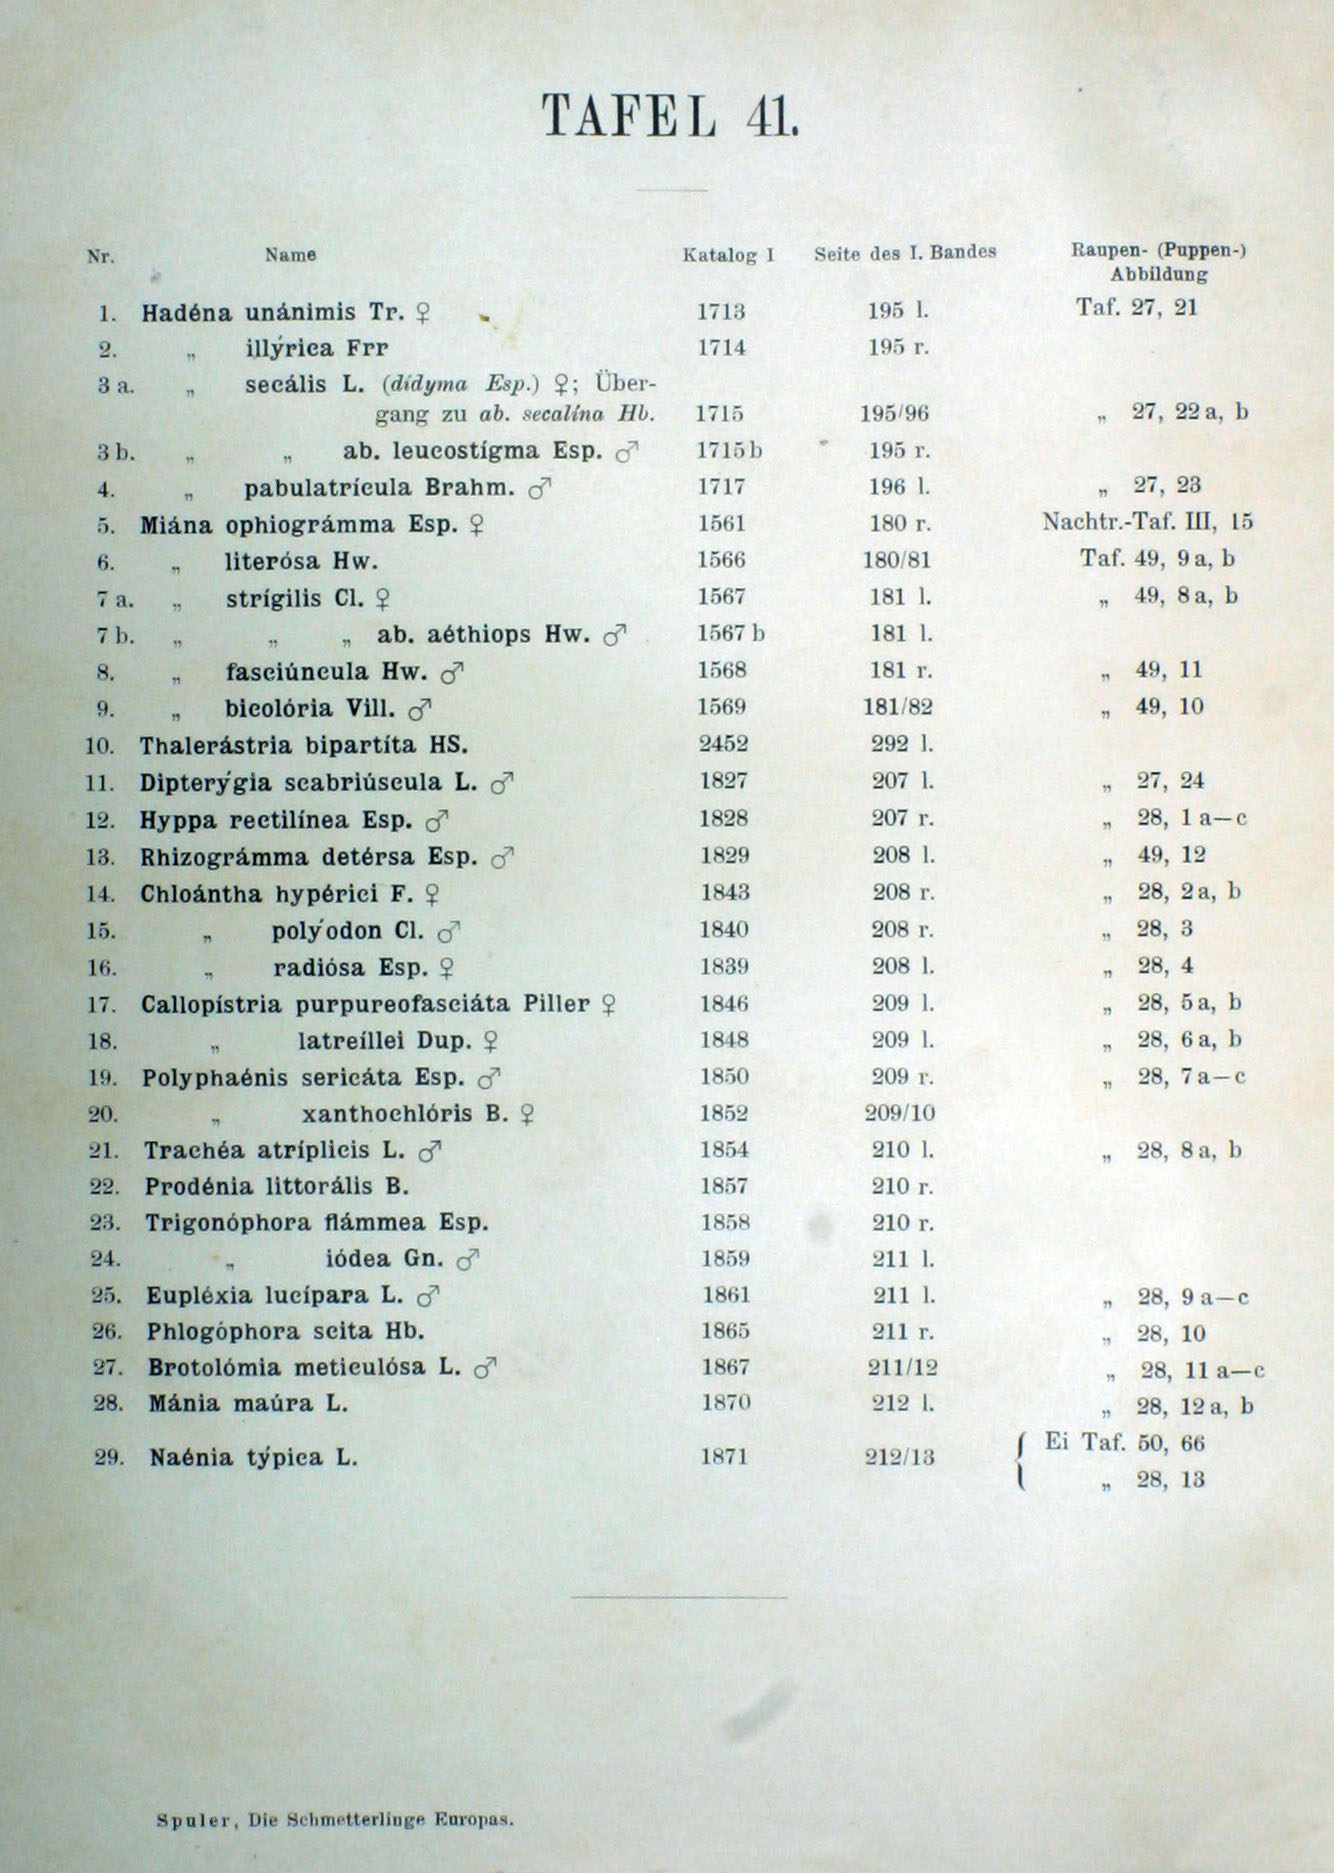 TAFEL 41.
Nr. Name Katalog I Seite des I. Bandes Raupen- (Puppen-)
Abbildung
1. Hadéna unánimis Tr. ♀ 1713 195 l. Taf. 27, 21
2. „ illýrica Frr 1714 195 r.
3 a. „ secális L. (dídyma Esp.) ♀; Über-
gang zu ab. secalína Hb. 1715 195/96 „ 27, 22 a, b
3 b. „ „ ab. leucostígma Esp. ♂ 1715 b 195 r.
4. „ pabulatrícula Brahm. ♂ 1717 196 l. „ 27, 23
5. Miána ophiográmma Esp. ♀ 1561 180 r. Nachtr.-Taf. III, 15
6. „ literósa Hw. 1566 180/81 Taf. 49, 9 a, b
7 a. „ strígilis Cl. ♀ 1567 181 l. „ 49, 8 a, b
7 b. „ „ „ ab. aéthiops Hw. ♂ 1567 b 181 l.
8. „ fasciúncula Hw. ♂ 1568 181 r. „ 49, 11
9. „ bicolória Vill. ♂ 1569 181/82 „ 49, 10
10. Thalerástria bipartíta HS. 2452 292 l.
11. Dipterýgia scabriúscula L. ♂ 1827 207 l. „ 27, 24
12. Hyppa rectilínea Esp. ♂ 1828 207 r. „ 28, 1 a—c
13. Rhizográmma detérsa Esp. ♂ 1829 208 l. „ 49, 12
14. Chloántha hypérici F. ♀ 1843 208 r. „ 28, 2 a, b
15. „ polýodon Cl. ♂ 1840 208 r. „ 28, 3
16. „ radiósa Esp. ♀ 1839 208 l. „ 28, 4
17. Callopístria purpureofasciáta Piller ♀ 1846 209 l. „ 28, 5 a, b
18. „ latreíllei Dup. ♀ 1848 209 l. „ 28, 6 a, b
19. Polyphaénis sericáta Esp. ♂ 1850 209 r. „ 28, 7 a—c
20. „ xanthochlóris B. ♀ 1852 209/10
21. Trachéa atríplicis L. ♂ 1854 210 l. „ 28, 8 a, b
22. Prodénia littorális B. 1857 210 r.
23. Trigonóphora flámmea Esp. 1858 210 r.
24. „ iódea Gn. ♂ 1859 211 l.
25. Eupléxia lucípara L. ♂ 1861 211 l. „ 28, 9 a—c
26. Phlogóphora scita Hb. 1865 211 r. „ 28, 10
27. Brotolómia meticulósa L. ♂ 1867 211/12 „ 28, 11 a—c
28. Mánia maúra L. 1870 212 l. „ 28, 12 a, b
29. Naénia týpica L. 1871 212/13 { Ei Taf. 50, 66
„ 28, 13
Spuler, Die Schmetterlinge Europas.